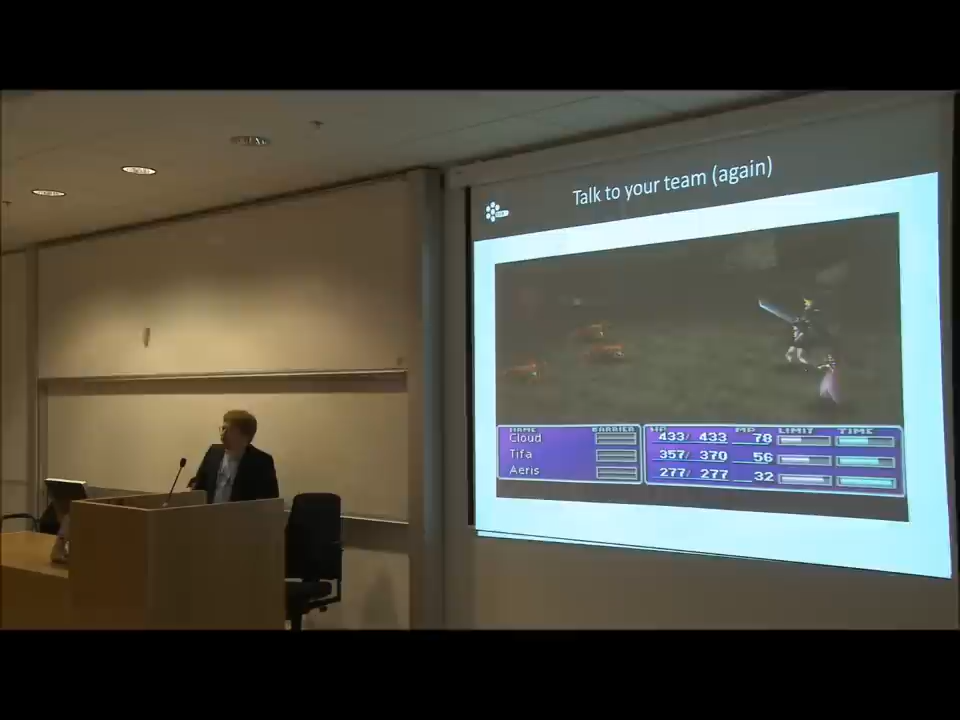 Talk to your team (again)
NAME BARRIER HP MP LIMIT TIME
Cloud 433/ 433 78
Tifa 357/ 370 56
Aeris 277/ 277 32